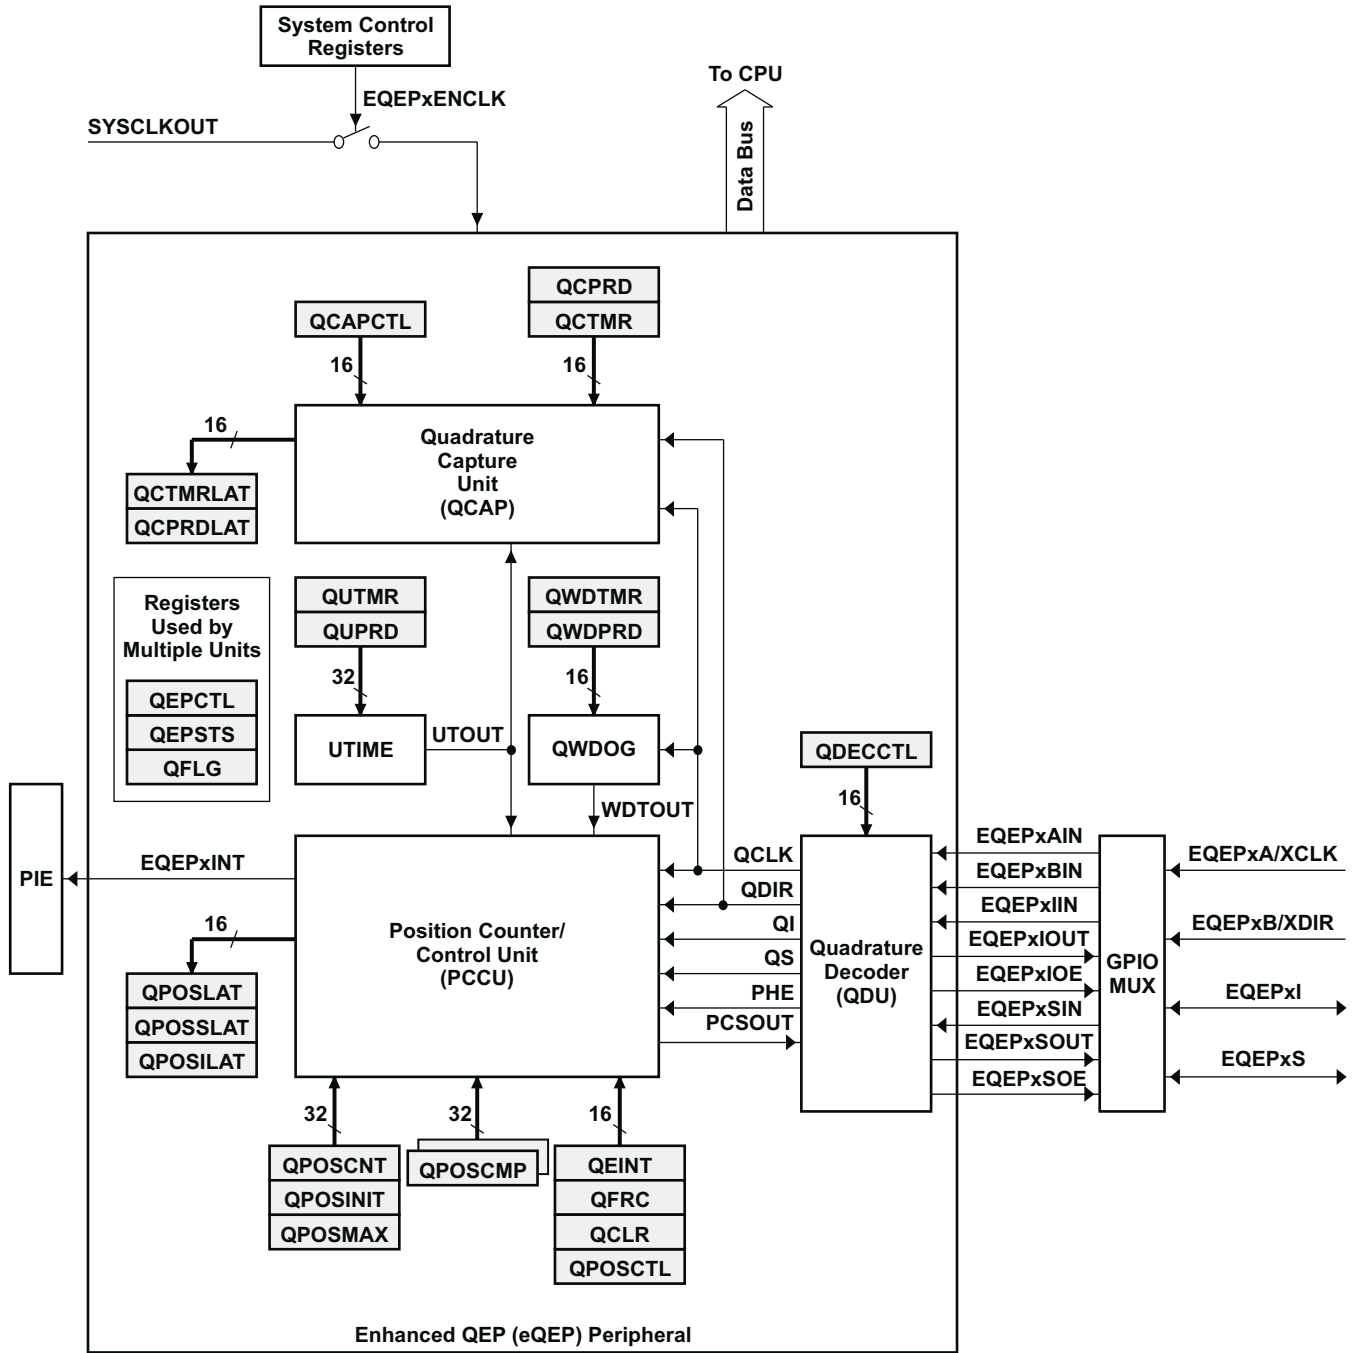 System Control
Registers
To CPU
EQEPxENCLK
SYSCLKOUT
Data Bus
QCPRD
QCAPCTL
QCTMR
16
16
16
Quadrature
Capture
Unit
(QCAP)
QCTMRLAT
QCPRDLAT
Registers
Used by
Multiple Units
QEPCTL
QEPSTS
QFLG
QUTMR
QUPRD
QWDTMR
QWDPRD
32
16
UTIME
UTOUT
QWDOG
QDECCTL
WDTOUT
16
PIE
EQEPxINT
16
Position Counter/
Control Unit
(PCCU)
QCLK
QDIR
QI
QS
PHE
PCSOUT
Quadrature
Decoder
(QDU)
EQEPxAIN
EQEPxBIN
EQEPxIIN
EQEPxIOUT
EQEPxIOE
EQEPxSIN
EQEPxSOUT
EQEPxSOE
GPIO
MUX
EQEPxA/XCLK
EQEPxB/XDIR
EQEPxI
EQEPxS
QPOSLAT
QPOSSLAT
QPOSILAT
32
32
16
QPOSCNT
QPOSINIT
QPOSMAX
QPOSCMP
QEINT
QFRC
QCLR
QPOSCTL
Enhanced QEP (eQEP) Peripheral